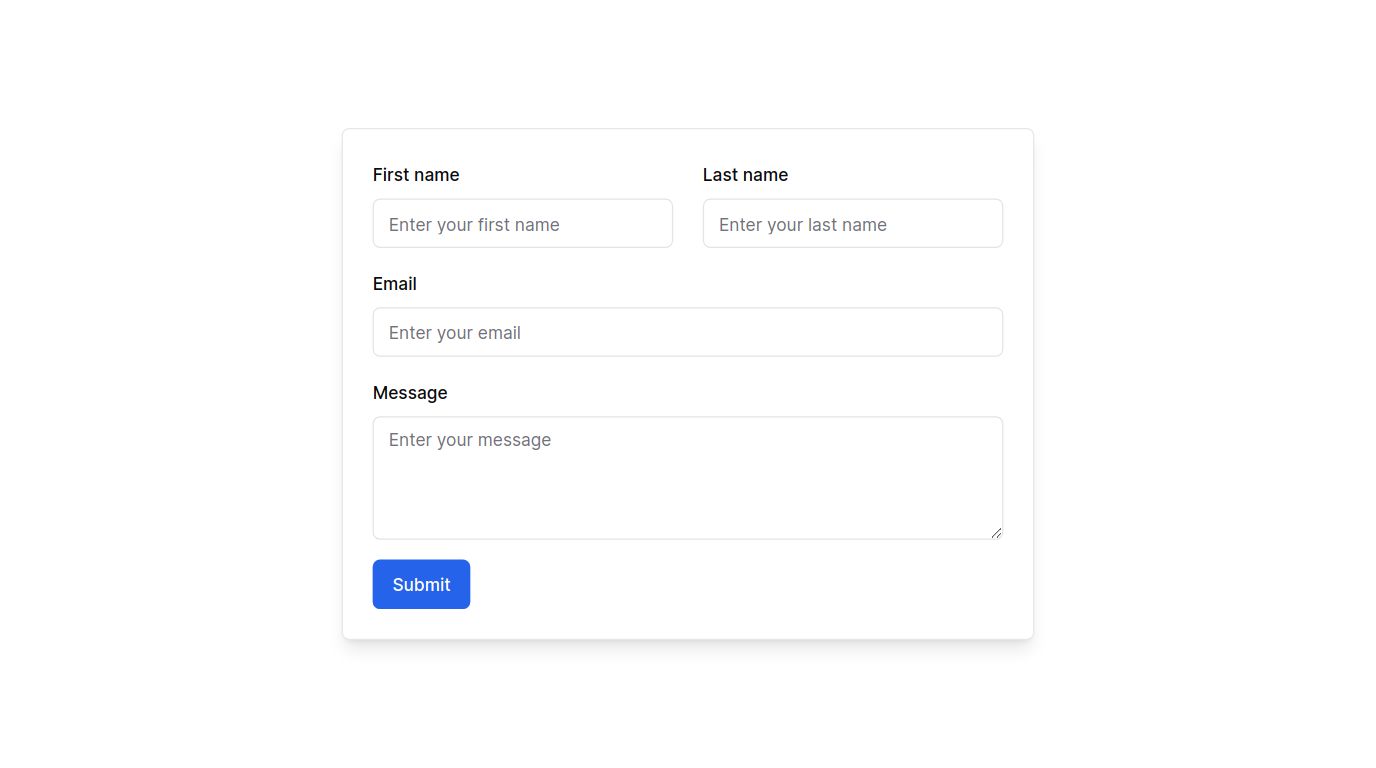 First name
Last name
Enter your first name
Enter your last name
Email
Enter your email
Message
Enter your message
Submit